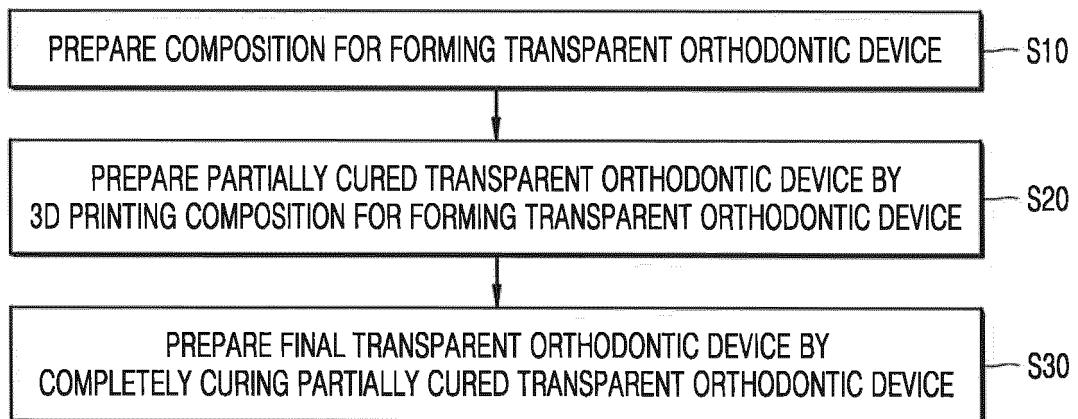 PREPARE COMPOSITION FOR FORMING TRANSPARENT ORTHODONTIC DEVICE
S10
PREPARE PARTIALLY CURED TRANSPARENT ORTHODONTIC DEVICE BY
3D PRINTING COMPOSITION FOR FORMING TRANSPARENT ORTHODONTIC DEVICE
S20
PREPARE FINAL TRANSPARENT ORTHODONTIC DEVICE BY
COMPLETELY CURING PARTIALLY CURED TRANSPARENT ORTHODONTIC DEVICE
S30